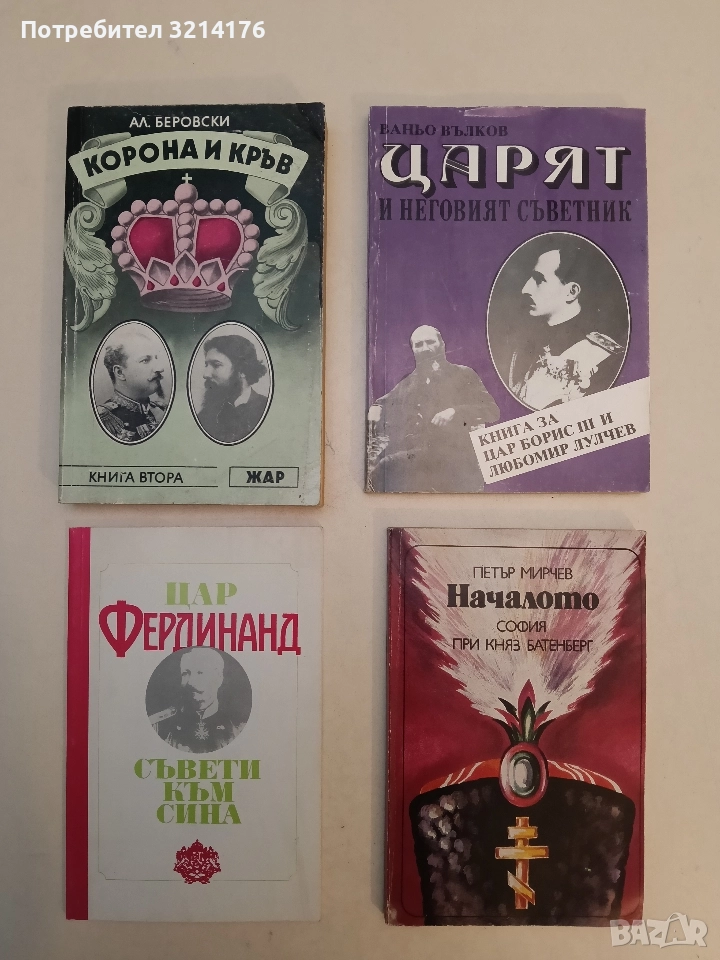 Потребител 3214176
АЛ. БЕРОВСКИ
КОРОНА И КРЪВ
КНИГА ВТОРА
ЖАР
ВАНЬО ВЪЛКОВ
ЦАРЯТ
И НЕГОВИЯТ СЪВЕТНИК
КНИГА ЗА
ЦАР БОРИС III И
ЛЮБОМИР ЛУЛЧЕВ
ЦАР
ФЕРДИНАНД
СЪВЕТИ
КЪМ
СИНА
ПЕТЪР МИРЧЕВ
Началото
СОФИЯ
ПРИ КНЯЗ БАТЕНБЕРГ
BAZAR